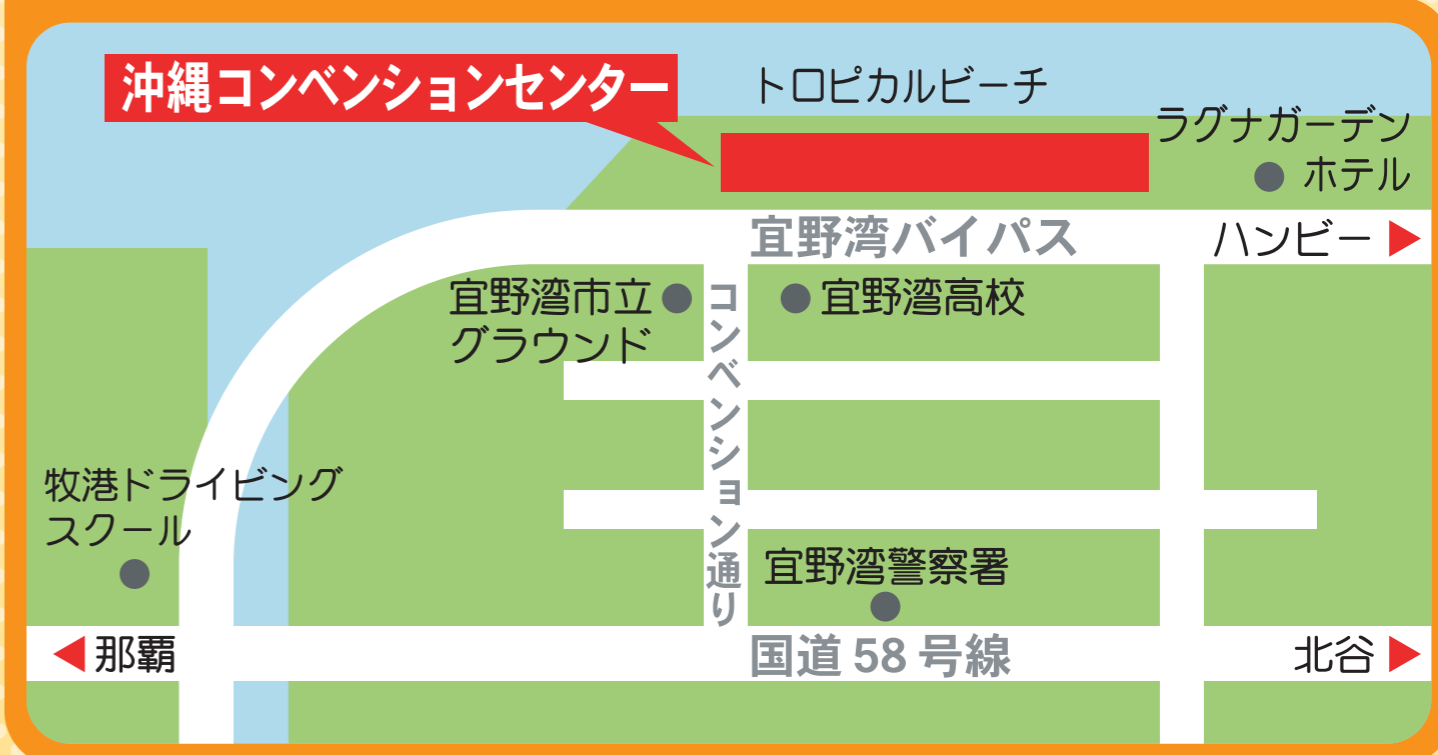 沖縄コンベンションセンター
トロピカルビーチ
ラグナガーデン
ホテル
宜野湾バイパス
ハンビー
宜野湾市立
グラウンド
コンベンション通り
宜野湾高校
牧港ドライビング
スクール
宜野湾警察署
那覇
国道58号線
北谷